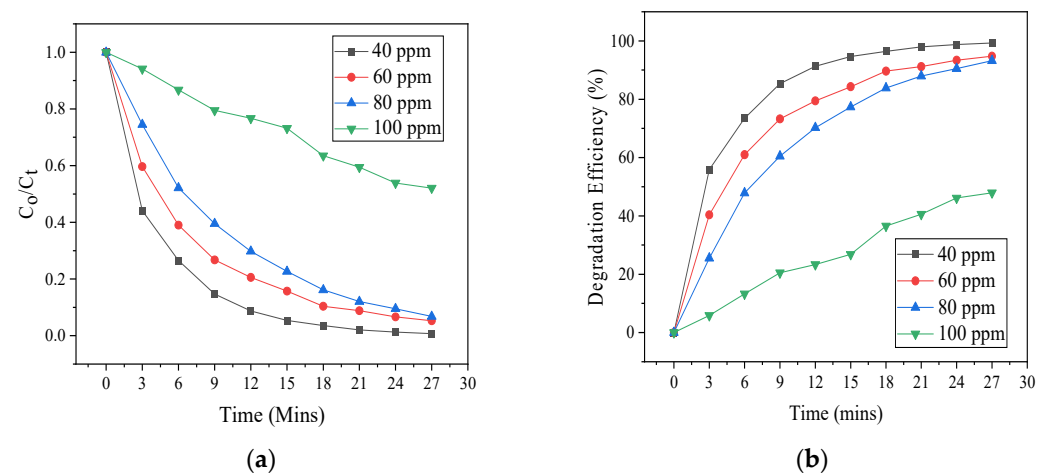 1.0
0.8
0.6
0.4
0.2
0.0
C₀/Cₜ
40 ppm
60 ppm
80 ppm
100 ppm
0 3 6 9 12 15 18 21 24 27 30
Time (Mins)
(a)
100
80
60
40
20
0
Degradation Efficiency (%)
40 ppm
60 ppm
80 ppm
100 ppm
0 3 6 9 12 15 18 21 24 27 30
Time (mins)
(b)